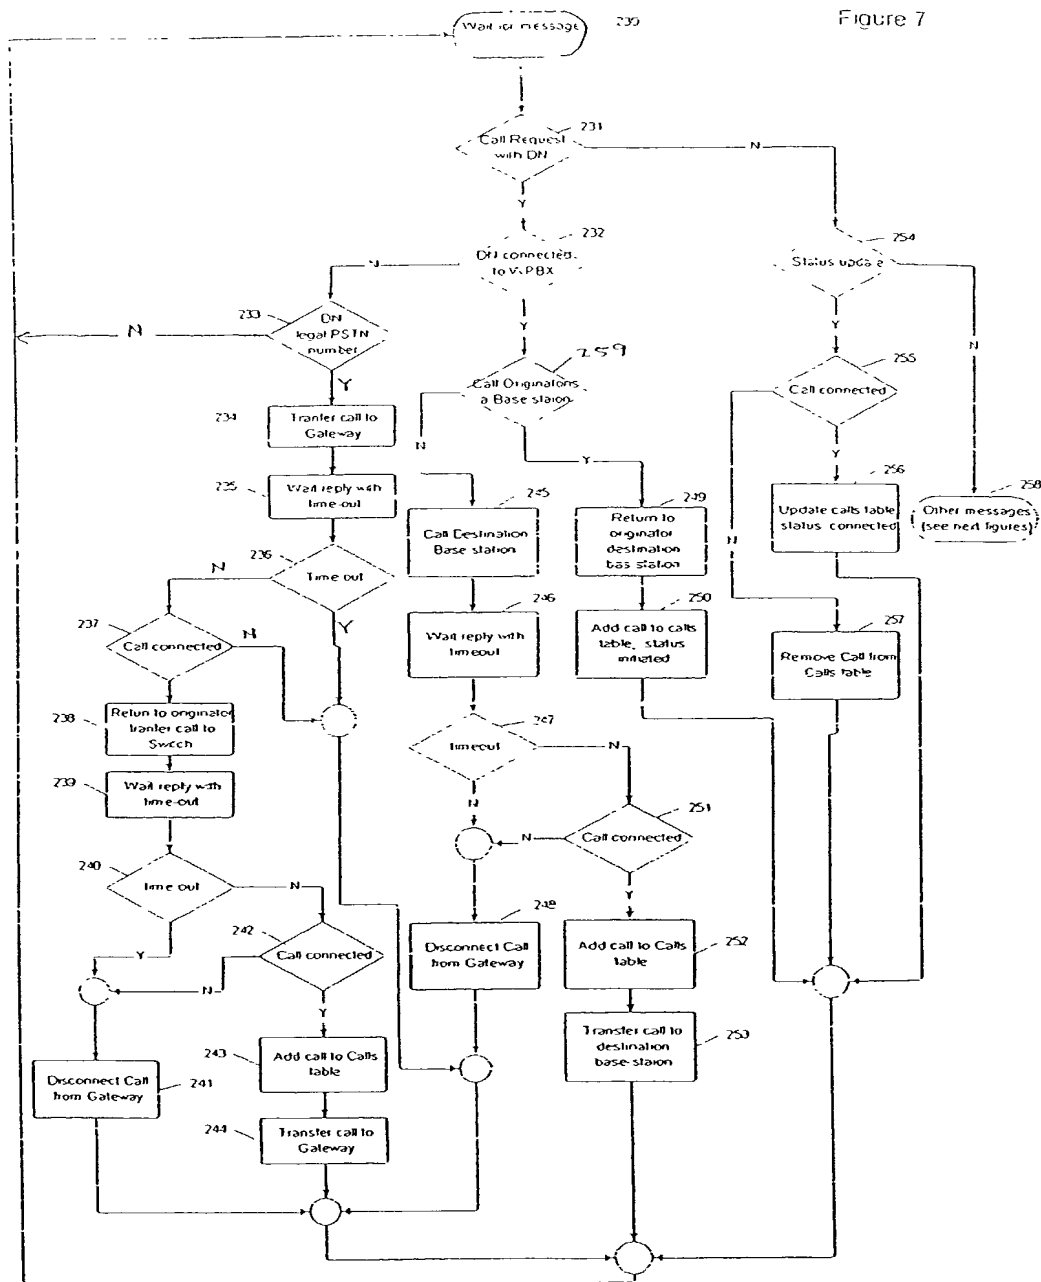 Figure 7
Wait for message
230
Call Request
with DN
231
N
Y
DN connected
to W-PBX
232
N
Y
Status update
254
Y
N
DN
legal PSTN
number
233
N
Y
Call Originatons
a Base staion
259
N
Y
Call connected
255
N
Y
234
Tranfer call to
Gateway
235
Wait reply with
time-out
236
Time out
N
Y
245
Call Destination
Base station
249
Return to
originator
destination
bas station
256
Update calls table
status connected
258
Other messages
(see next figures)
237
Call connected
N
246
Wait reply with
timeout
250
Add call to calls
table, status
initiated
257
Remove Call from
Calls table
238
Return to originator
tranfer call to
Switch
239
Wait reply with
time-out
247
timeout
N
N
251
Call connected
N
Y
240
time out
N
Y
242
Call connected
N
Y
248
Disconnect Call
from Gateway
Add call to Calls
table
252
Transfer call to
destination
base-staion
253
243
Add call to Calls
table
Disconnect Call
from Gateway
241
244
Transfer call to
Gateway